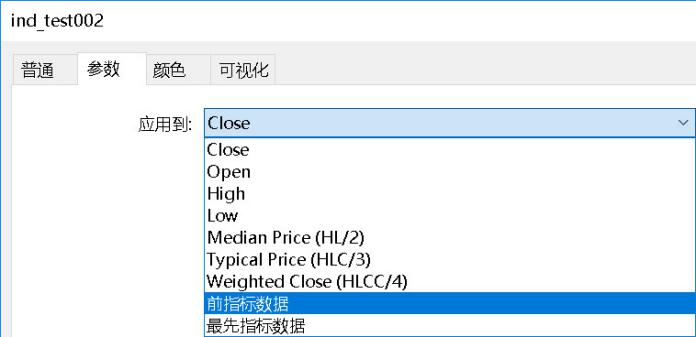 ind_test002
普通 参数 颜色 可视化
应用到: Close
Close
Open
High
Low
Median Price (HL/2)
Typical Price (HLC/3)
Weighted Close (HLCC/4)
前指标数据
最先指标数据